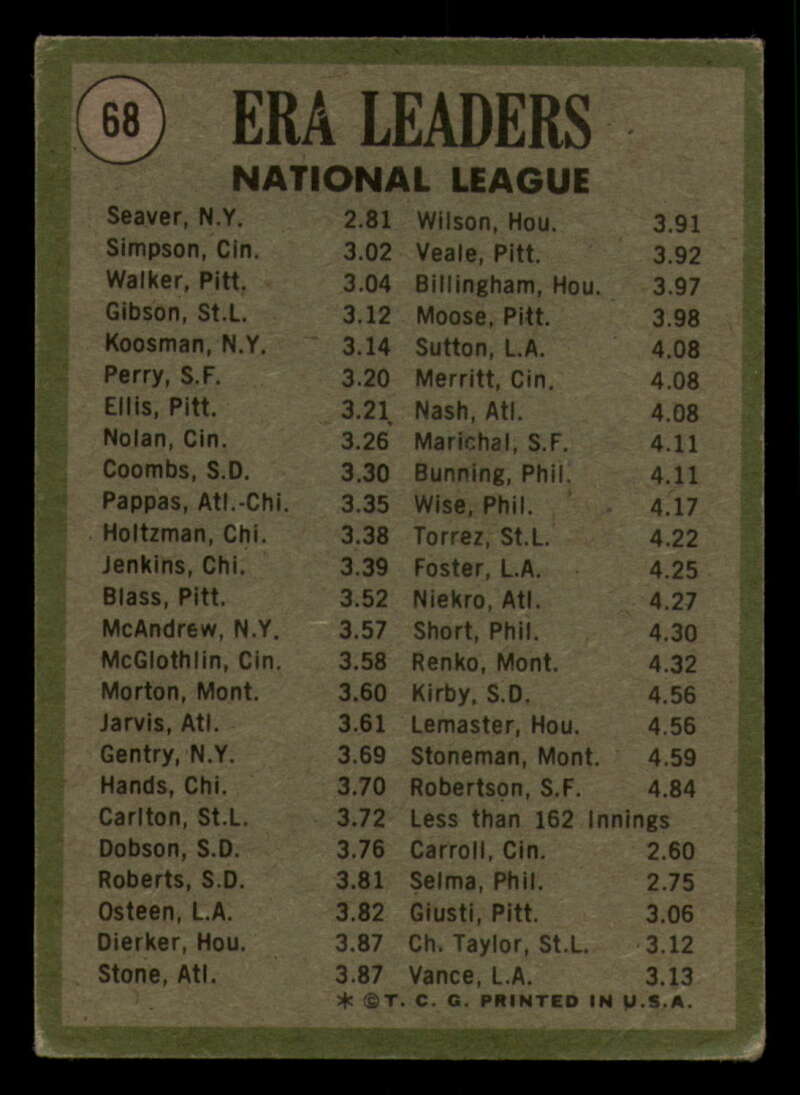 68
ERA LEADERS
NATIONAL LEAGUE
Seaver, N.Y. 2.81
Simpson, Cin. 3.02
Walker, Pitt. 3.04
Gibson, St.L. 3.12
Koosman, N.Y. 3.14
Perry, S.F. 3.20
Ellis, Pitt. 3.21
Nolan, Cin. 3.26
Coombs, S.D. 3.30
Pappas, Atl.-Chi. 3.35
Holtzman, Chi. 3.38
Jenkins, Chi. 3.39
Blass, Pitt. 3.52
McAndrew, N.Y. 3.57
McGlothlin, Cin. 3.58
Morton, Mont. 3.60
Jarvis, Atl. 3.61
Gentry, N.Y. 3.69
Hands, Chi. 3.70
Carlton, St.L. 3.72
Dobson, S.D. 3.76
Roberts, S.D. 3.81
Osteen, L.A. 3.82
Dierker, Hou. 3.87
Stone, Atl. 3.87
Wilson, Hou. 3.91
Veale, Pitt. 3.92
Billingham, Hou. 3.97
Moose, Pitt. 3.98
Sutton, L.A. 4.08
Merritt, Cin. 4.08
Nash, Atl. 4.08
Marichal, S.F. 4.11
Bunning, Phil. 4.11
Wise, Phil. 4.17
Torrez, St.L. 4.22
Foster, L.A. 4.25
Niekro, Atl. 4.27
Short, Phil. 4.30
Renko, Mont. 4.32
Kirby, S.D. 4.56
Lemaster, Hou. 4.56
Stoneman, Mont. 4.59
Robertson, S.F. 4.84
Less than 162 Innings
Carroll, Cin. 2.60
Selma, Phil. 2.75
Giusti, Pitt. 3.06
Ch. Taylor, St.L. 3.12
Vance, L.A. 3.13
* © T. C. G. PRINTED IN U.S.A.